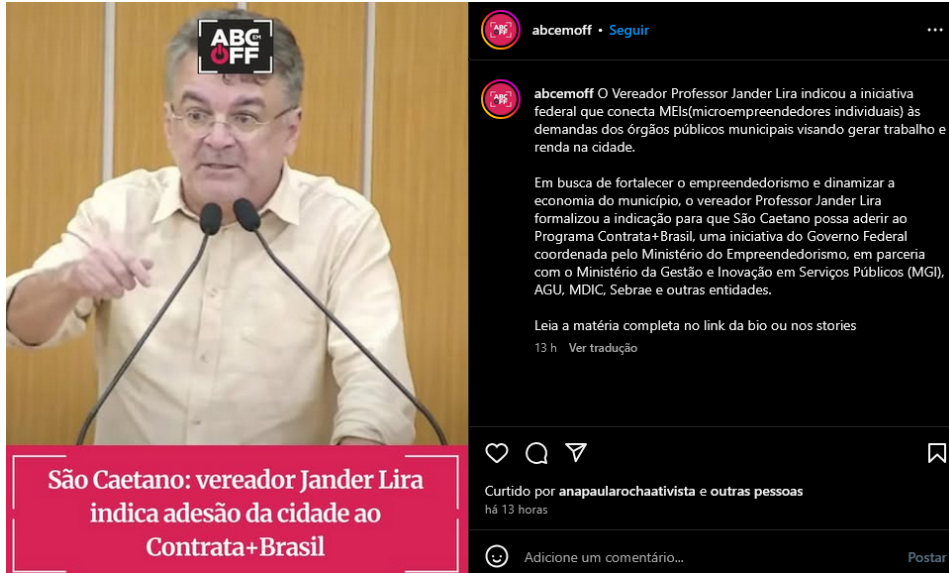 ABC EM
OFF
São Caetano: vereador Jander Lira
indica adesão da cidade ao
Contrata+Brasil
abcemoff • Seguir
abcemoff O Vereador Professor Jander Lira indicou a iniciativa
federal que conecta MEIs(microempreendedores individuais) às
demandas dos órgãos públicos municipais visando gerar trabalho e
renda na cidade.
Em busca de fortalecer o empreendedorismo e dinamizar a
economia do município, o vereador Professor Jander Lira
formalizou a indicação para que São Caetano possa aderir ao
Programa Contrata+Brasil, uma iniciativa do Governo Federal
coordenada pelo Ministério do Empreendedorismo, em parceria
com o Ministério da Gestão e Inovação em Serviços Públicos (MGI),
AGU, MDIC, Sebrae e outras entidades.
Leia a matéria completa no link da bio ou nos stories
13 h Ver tradução
Curtido por anapaularochaativista e outras pessoas
há 13 horas
Adicione um comentário... Postar